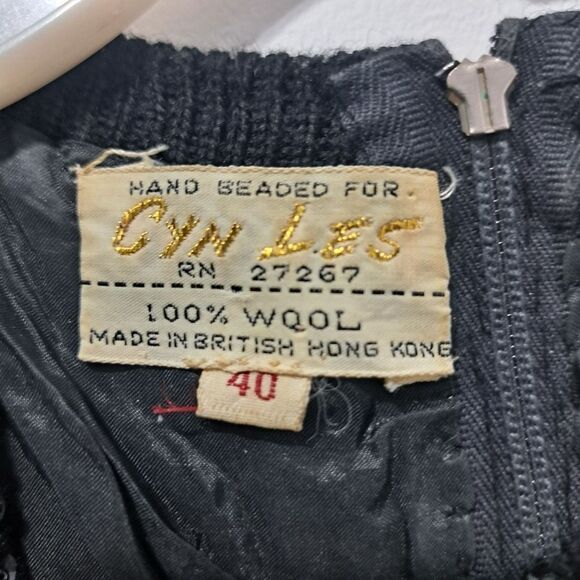 HAND BEADED FOR
CYN LES
RN 27267
100% WOOL
MADE IN BRITISH HONG KONG
40